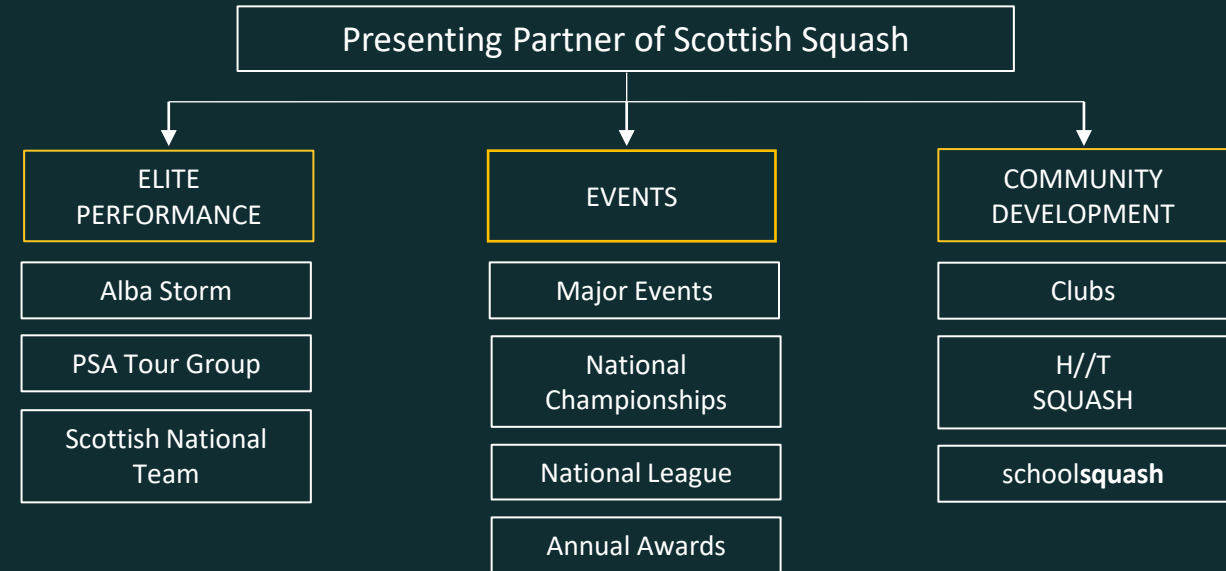 Presenting Partner of Scottish Squash
ELITE
PERFORMANCE
Alba Storm
PSA Tour Group
Scottish National
Team
EVENTS
Major Events
National
Championships
National League
Annual Awards
COMMUNITY
DEVELOPMENT
Clubs
H//T
SQUASH
schoolsquash